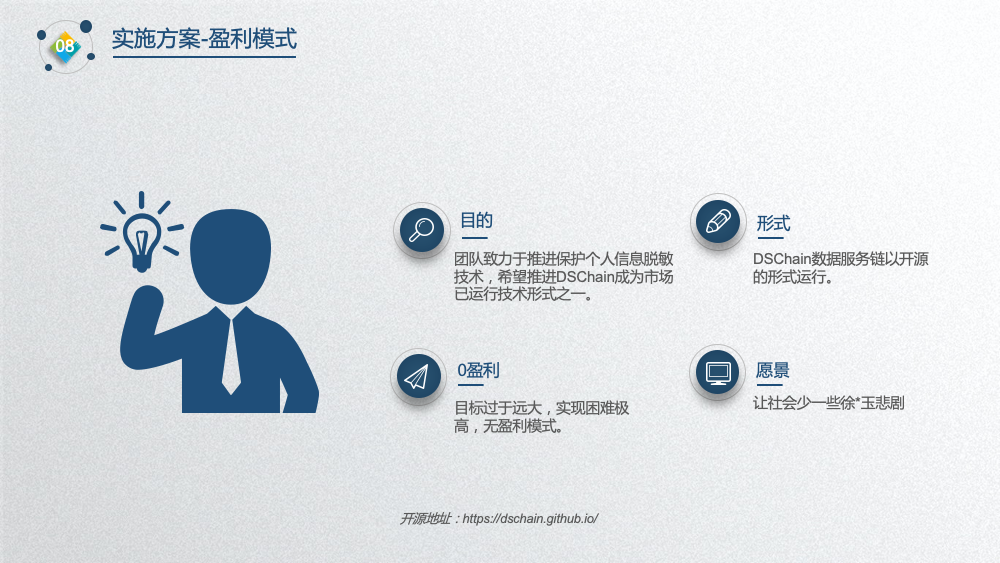 08
实施方案-盈利模式
目的
团队致力于推进保护个人信息脱敏
技术，希望推进DSChain成为市场
已运行技术形式之一。
形式
DSChain数据服务链以开源
的形式运行。
0盈利
目标过于远大，实现困难极
高，无盈利模式。
愿景
让社会少一些徐*玉悲剧
开源地址：https://dschain.github.io/